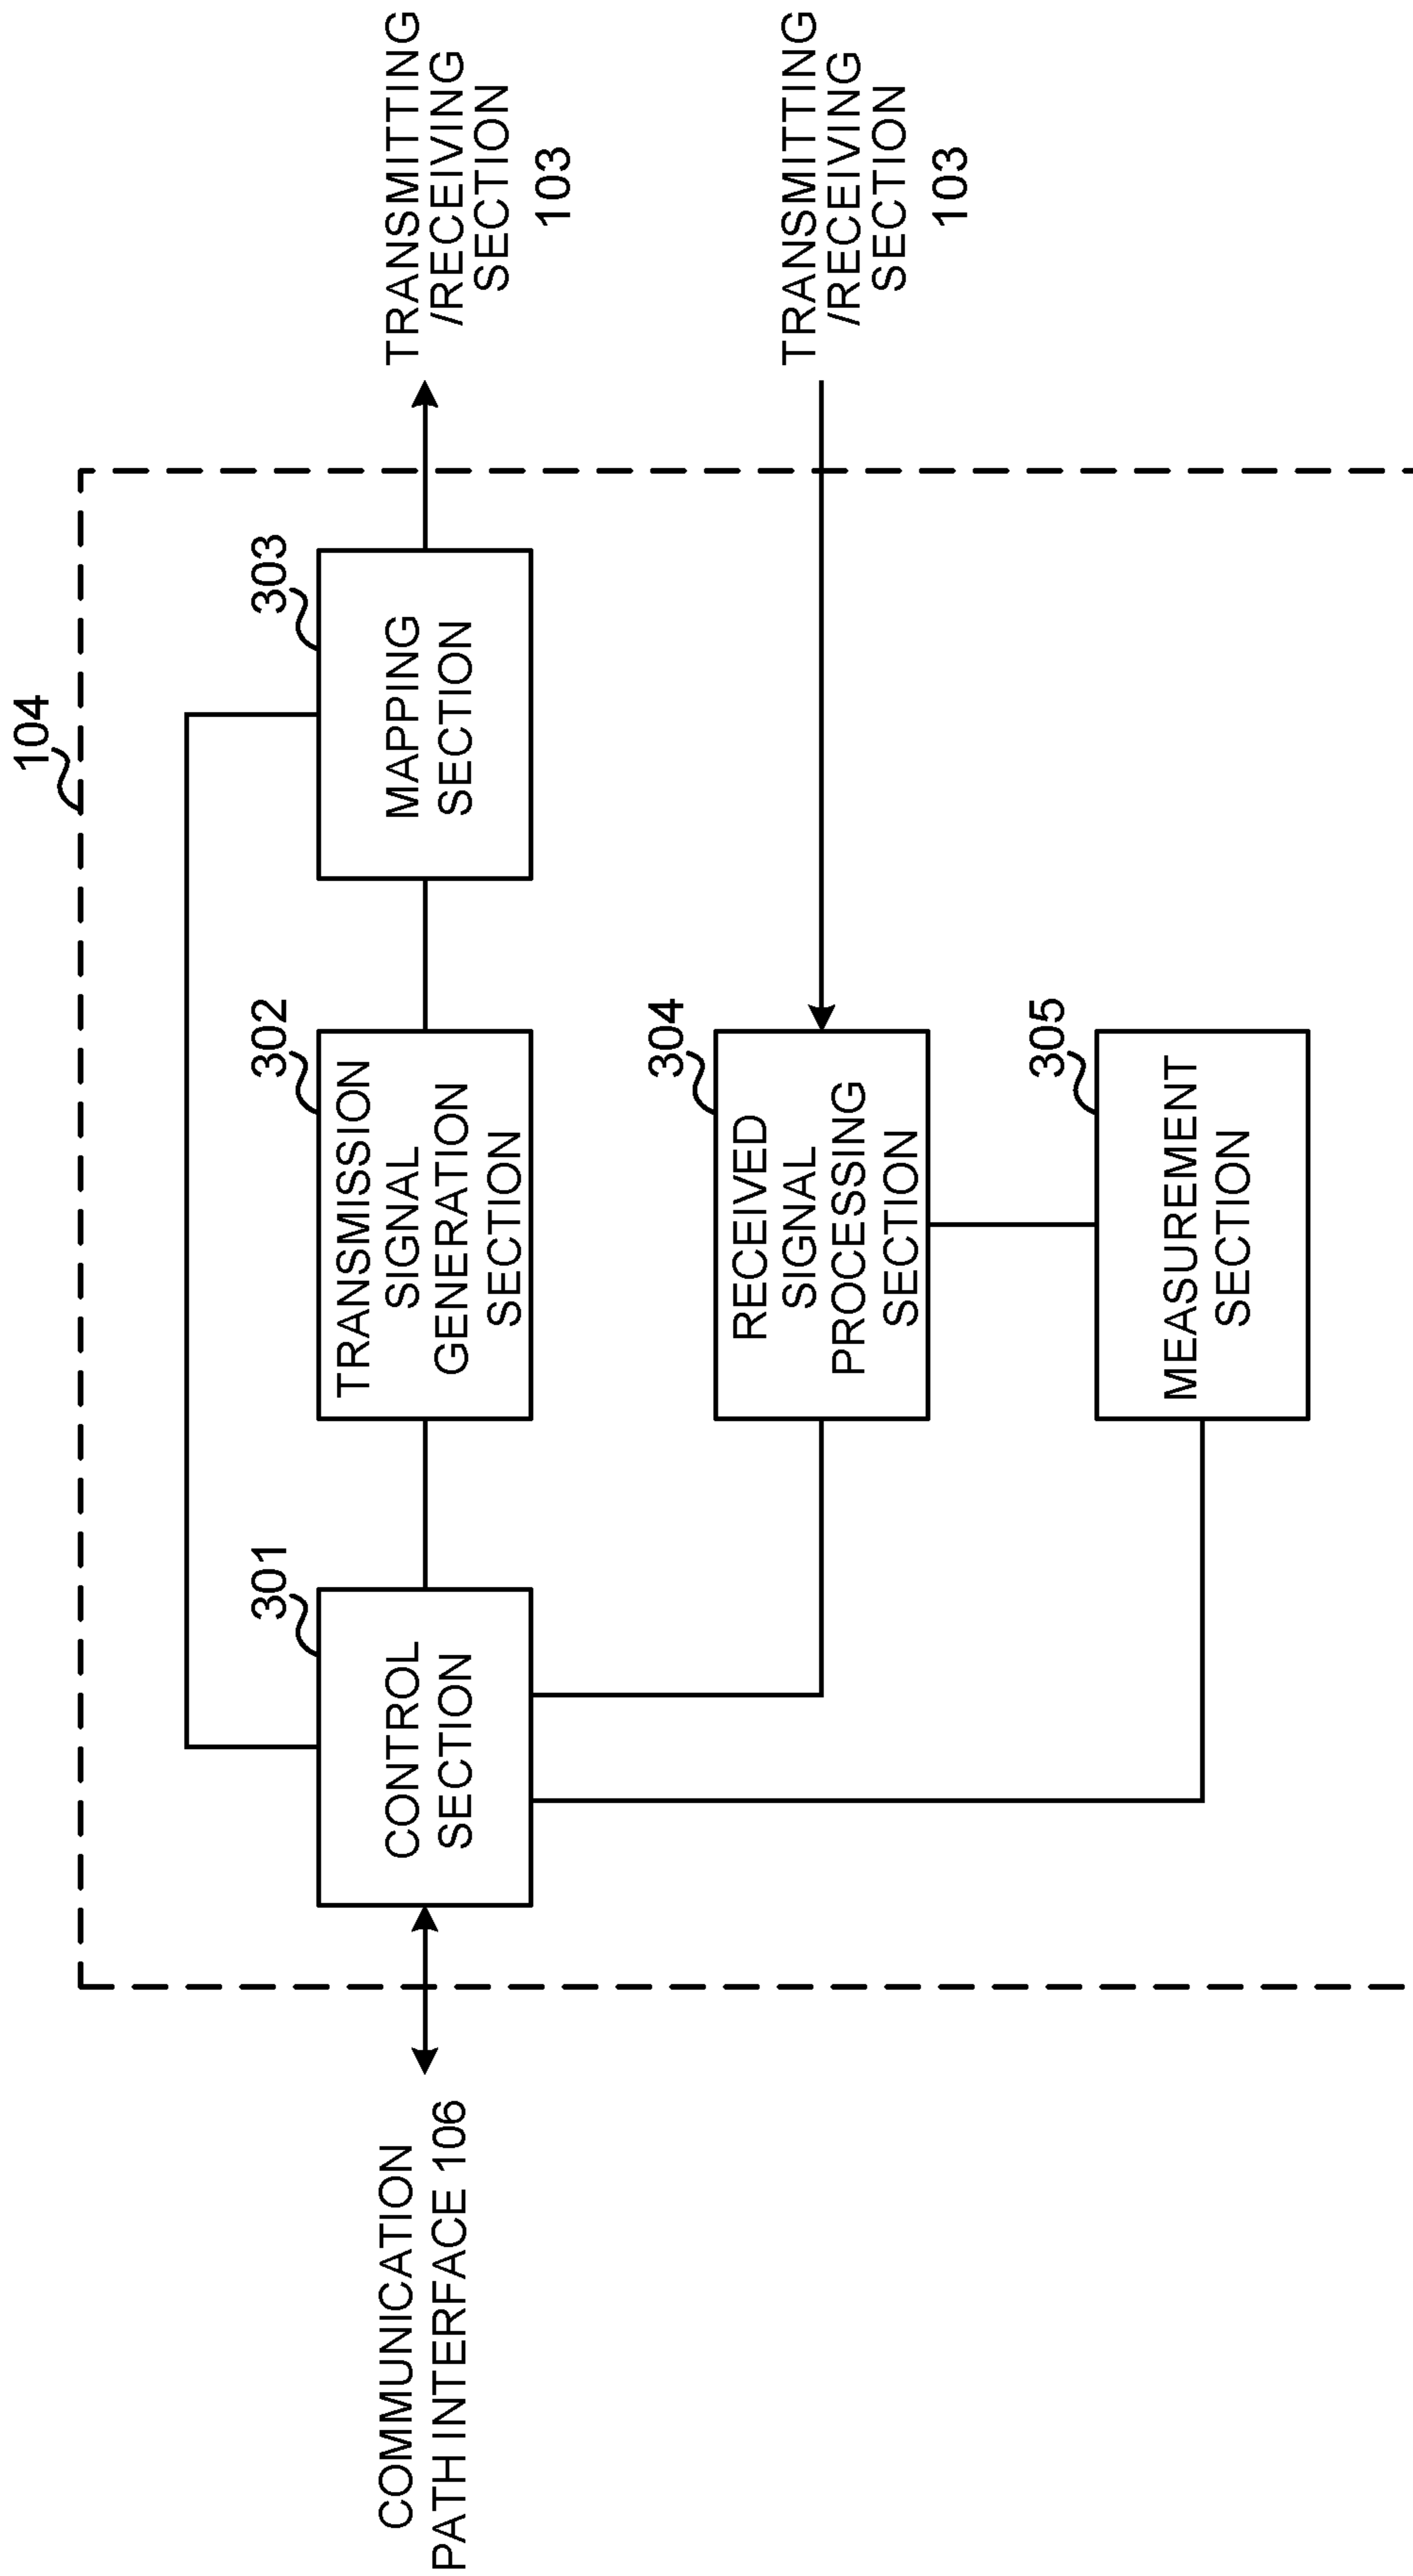 104
COMMUNICATION
PATH INTERFACE 106
301
CONTROL
SECTION
302
TRANSMISSION
SIGNAL
GENERATION
SECTION
303
MAPPING
SECTION
TRANSMITTING
/RECEIVING
SECTION
103
304
RECEIVED
SIGNAL
PROCESSING
SECTION
TRANSMITTING
/RECEIVING
SECTION
103
305
MEASUREMENT
SECTION